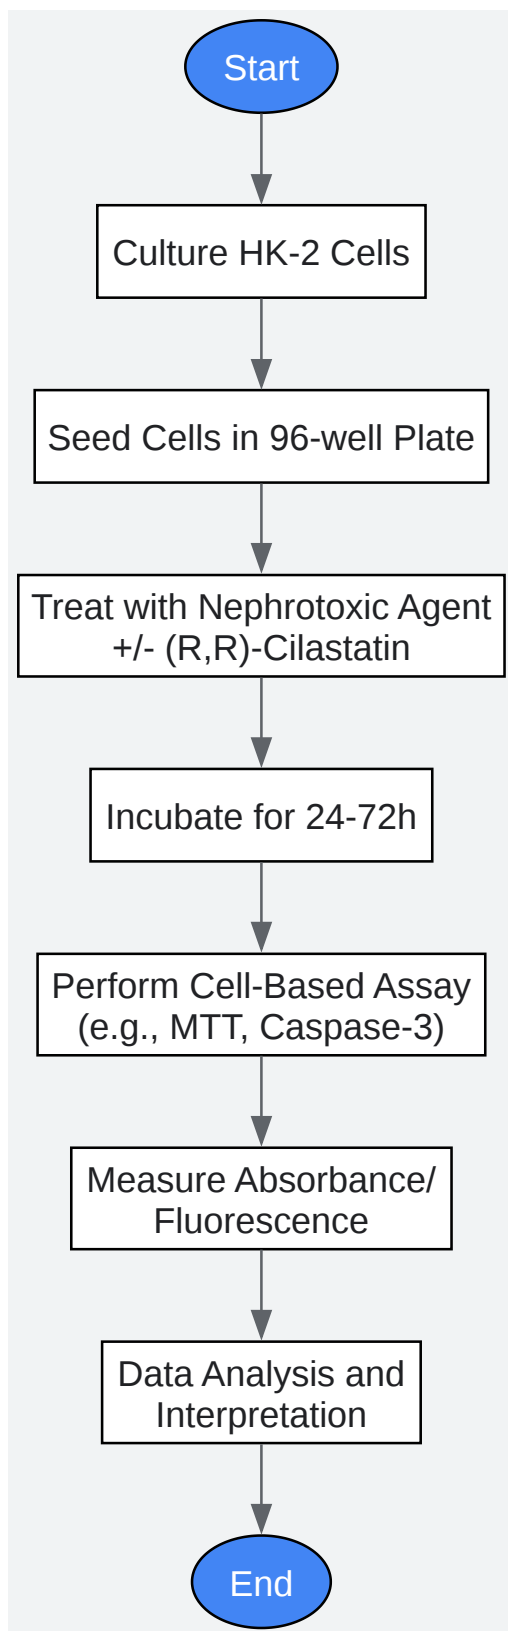 Start
Culture HK-2 Cells
Seed Cells in 96-well Plate
Treat with Nephrotoxic Agent
+/- (R,R)-Cilastatin
Incubate for 24-72h
Perform Cell-Based Assay
(e.g., MTT, Caspase-3)
Measure Absorbance/
Fluorescence
Data Analysis and
Interpretation
End